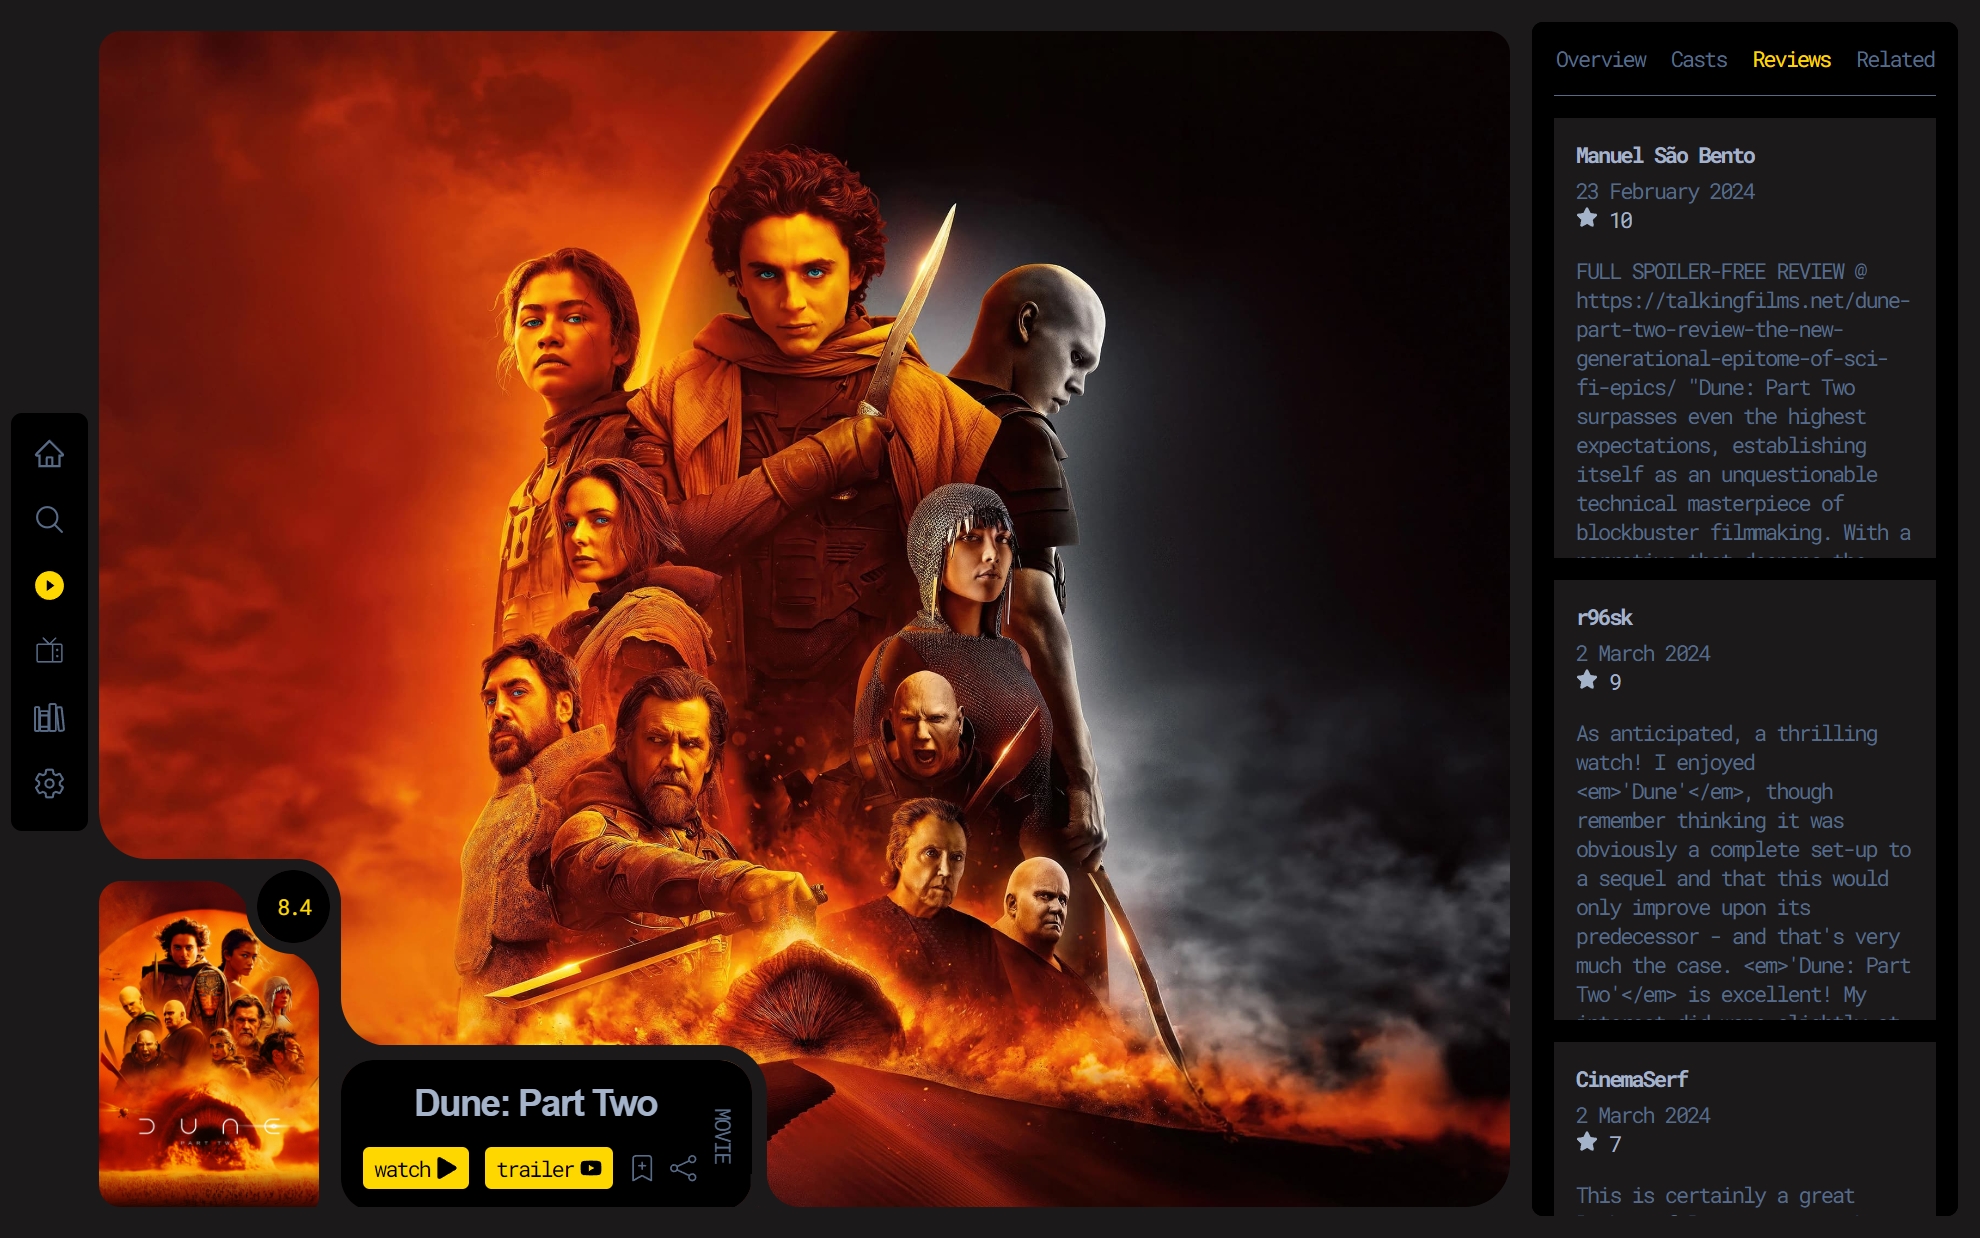 Overview Casts Reviews Related
Manuel São Bento
23 February 2024
10
FULL SPOILER-FREE REVIEW @
https://talkingfilms.net/dune-
part-two-review-the-new-
generational-epitome-of-sci-
fi-epics/ "Dune: Part Two
surpasses even the highest
expectations, establishing
itself as an unquestionable
technical masterpiece of
blockbuster filmmaking. With a
r96sk
2 March 2024
9
As anticipated, a thrilling
watch! I enjoyed
<em>'Dune'</em>, though
remember thinking it was
obviously a complete set-up to
a sequel and that this would
only improve upon its
predecessor - and that's very
much the case. <em>'Dune: Part
Two'</em> is excellent! My
CinemaSerf
2 March 2024
7
This is certainly a great
8.4
DUNE
PART TWO
Dune: Part Two
MOVIE
watch
trailer